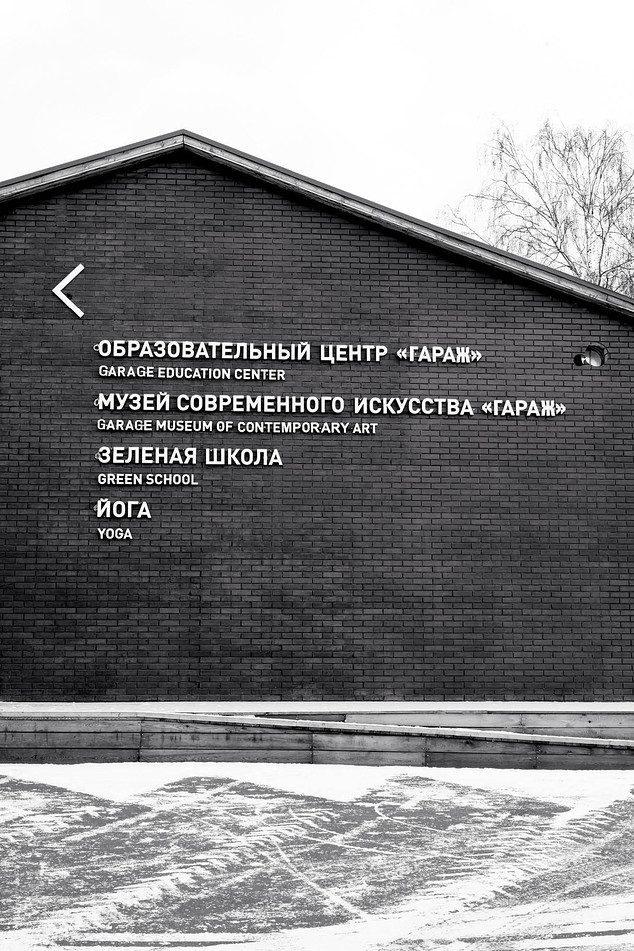 ОБРАЗОВАТЕЛЬНЫЙ ЦЕНТР «ГАРАЖ»
GARAGE EDUCATION CENTER
МУЗЕЙ СОВРЕМЕННОГО ИСКУССТВА «ГАРАЖ»
GARAGE MUSEUM OF CONTEMPORARY ART
ЗЕЛЕНАЯ ШКОЛА
GREEN SCHOOL
ЙОГА
YOGA